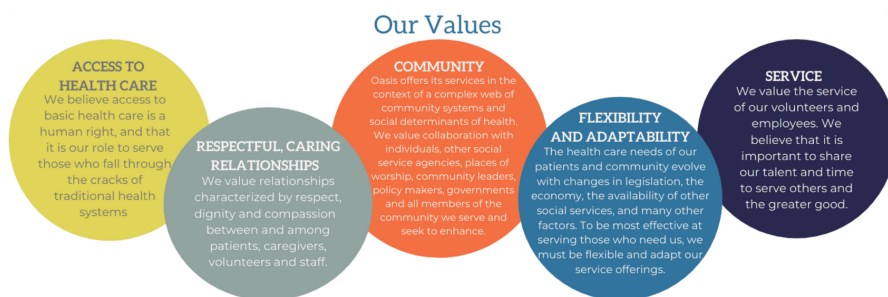 Our Values
ACCESS TO
HEALTH CARE
We believe access to
basic health care is a
human right, and that
it is our role to serve
those who fall through
the cracks of
traditional health
systems
RESPECTFUL, CARING
RELATIONSHIPS
We value relationships
characterized by respect,
dignity and compassion
between and among
patients, caregivers,
volunteers and staff.
COMMUNITY
Oasis offers its services in the
context of a complex web of
community systems and
social determinants of health.
We value collaboration with
individuals, other social
service agencies, places of
worship, community leaders,
policy makers, governments
and all members of the
community we serve and
seek to enhance.
FLEXIBILITY
AND ADAPTABILITY
The health care needs of our
patients and community evolve
with changes in legislation, the
economy, the availability of other
social services, and many other
factors. To be most effective at
serving those who need us, we
must be flexible and adapt our
service offerings.
SERVICE
We value the service
of our volunteers and
employees. We
believe that it is
important to share
our talent and time
to serve others and
the greater good.